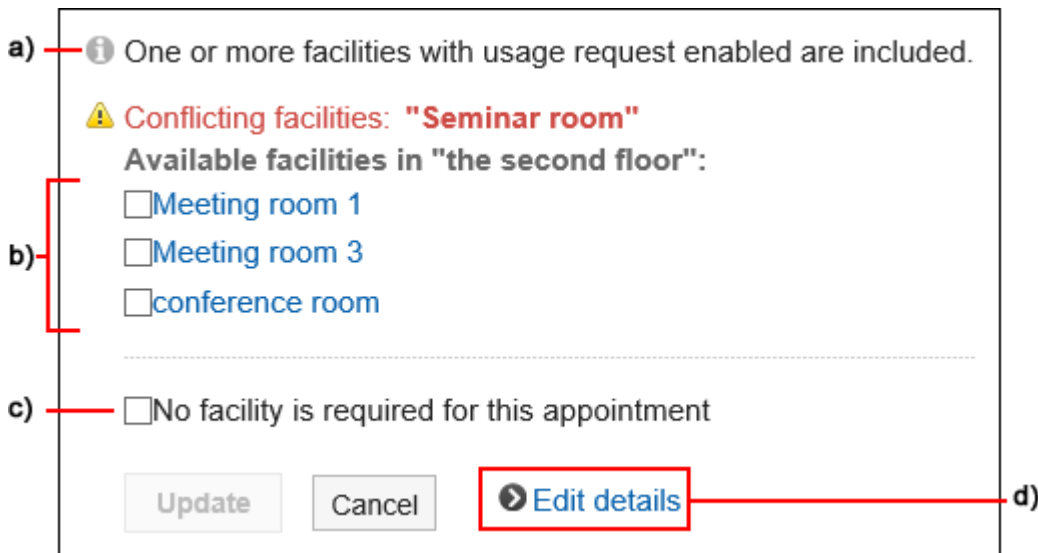 a) One or more facilities with usage request enabled are included.
Conflicting facilities: "Seminar room"
Available facilities in "the second floor":
Meeting room 1
b) Meeting room 3
conference room
c) No facility is required for this appointment
Update Cancel Edit details d)